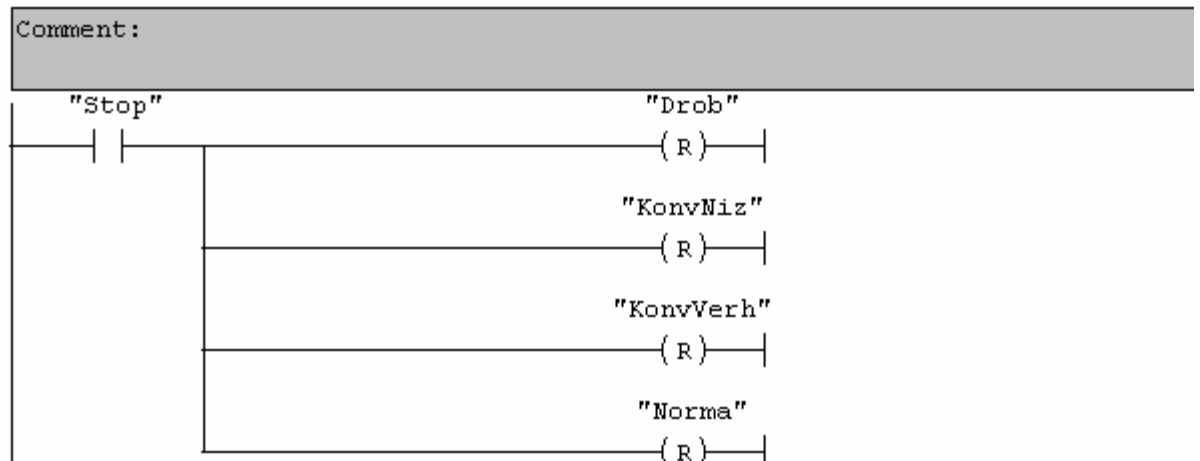 Comment:
"Stop"
"Drob"
( R )
"KonvNiz"
( R )
"KonvVerh"
( R )
"Norma"
( R )